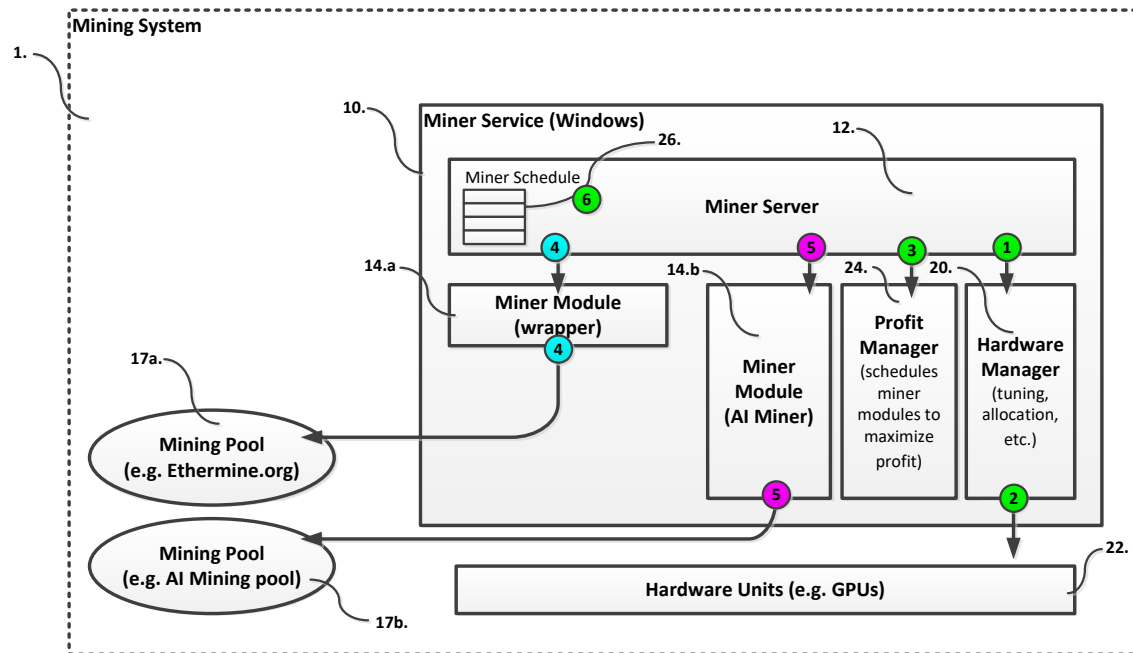 Mining System
1.
10.
Miner Service (Windows)
12.
26.
Miner Schedule
6
Miner Server
4
5
3
1
14.a
14.b
24.
20.
Miner Module
(wrapper)
4
Miner
Module
(AI Miner)
5
Profit
Manager
(schedules
miner
modules to
maximize
profit)
Hardware
Manager
(tuning,
allocation,
etc.)
2
17a.
Mining Pool
(e.g. Ethermine.org)
Mining Pool
(e.g. AI Mining pool)
17b.
22.
Hardware Units (e.g. GPUs)